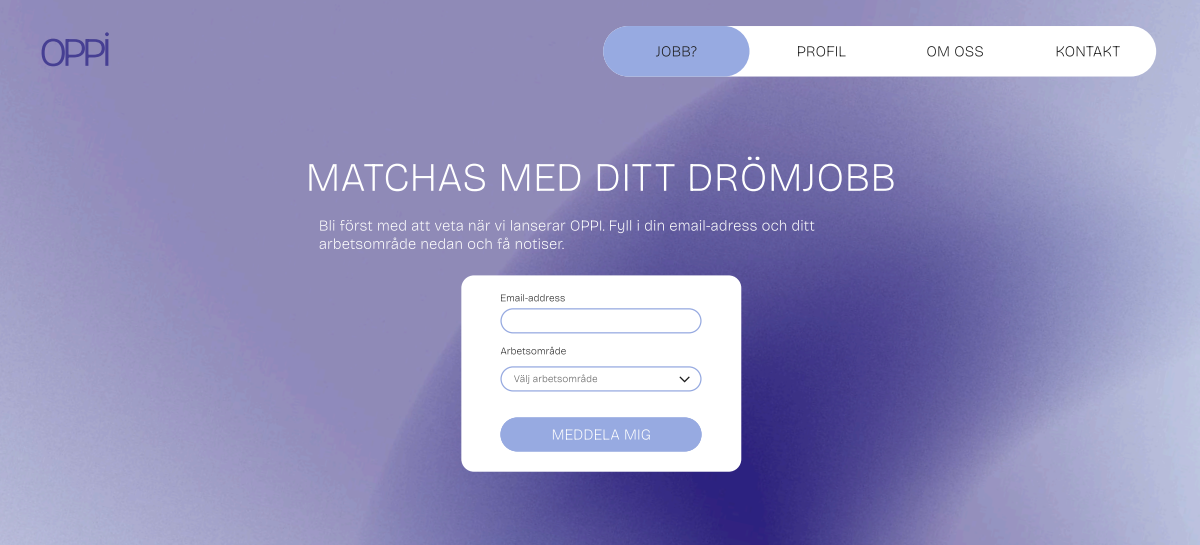 OPPi
JOBB?
PROFIL
OM OSS
KONTAKT
MATCHAS MED DITT DRÖMJOBB
Bli först med att veta när vi lanserar OPPI. Fyll i din email-adress och ditt
arbetsområde nedan och få notiser.
Email-address
Arbetsområde
Välj arbetsområde
MEDDELA MIG